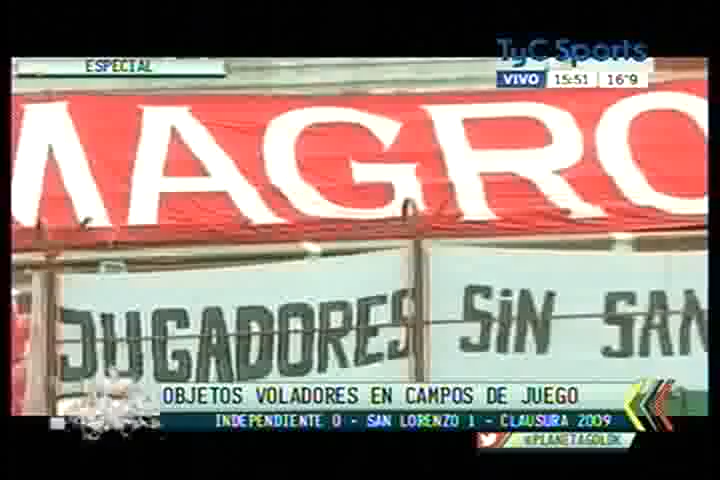 TyC Sports
ESPECIAL
VIVO 15:51 16°9
MAGRO
JUGADORES SiN SAN
OBJETOS VOLADORES EN CAMPOS DE JUEGO
INDEPENDIENTE 0 - SAN LORENZO 1 - CLAUSURA 2009
@PLANETAGOLOK